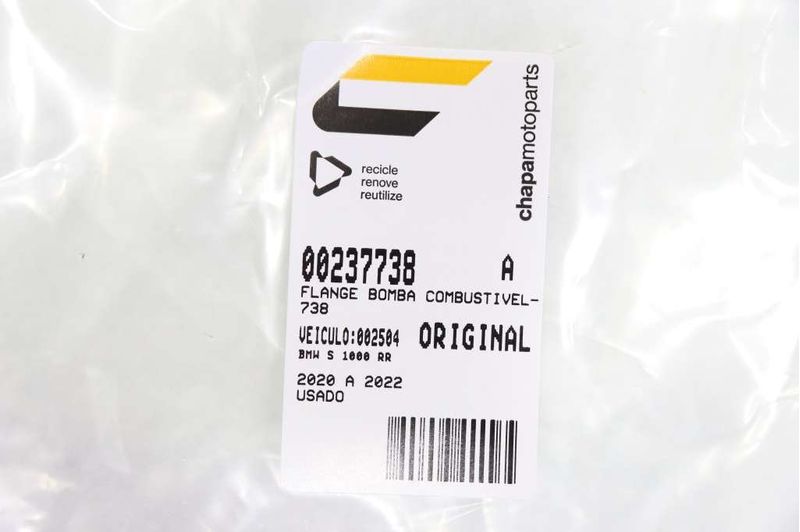 chapamotoparts
recicle
renove
reutilize
00237738 A
FLANGE BOMBA COMBUSTIVEL-
738
VEICULO:002504 ORIGINAL
BMW S 1000 RR
2020 A 2022
USADO